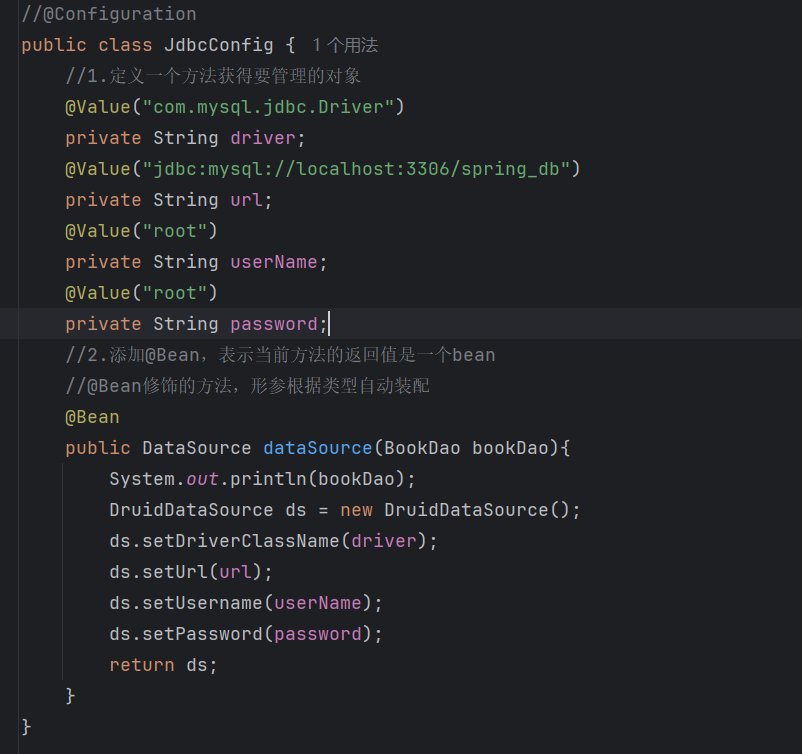 //@Configuration
public class JdbcConfig {  1 个用法
    //1.定义一个方法获得要管理的对象
    @Value("com.mysql.jdbc.Driver")
    private String driver;
    @Value("jdbc:mysql://localhost:3306/spring_db")
    private String url;
    @Value("root")
    private String userName;
    @Value("root")
    private String password;
    //2.添加@Bean，表示当前方法的返回值是一个bean
    //@Bean修饰的方法，形参根据类型自动装配
    @Bean
    public DataSource dataSource(BookDao bookDao){
        System.out.println(bookDao);
        DruidDataSource ds = new DruidDataSource();
        ds.setDriverClassName(driver);
        ds.setUrl(url);
        ds.setUsername(userName);
        ds.setPassword(password);
        return ds;
    }
}